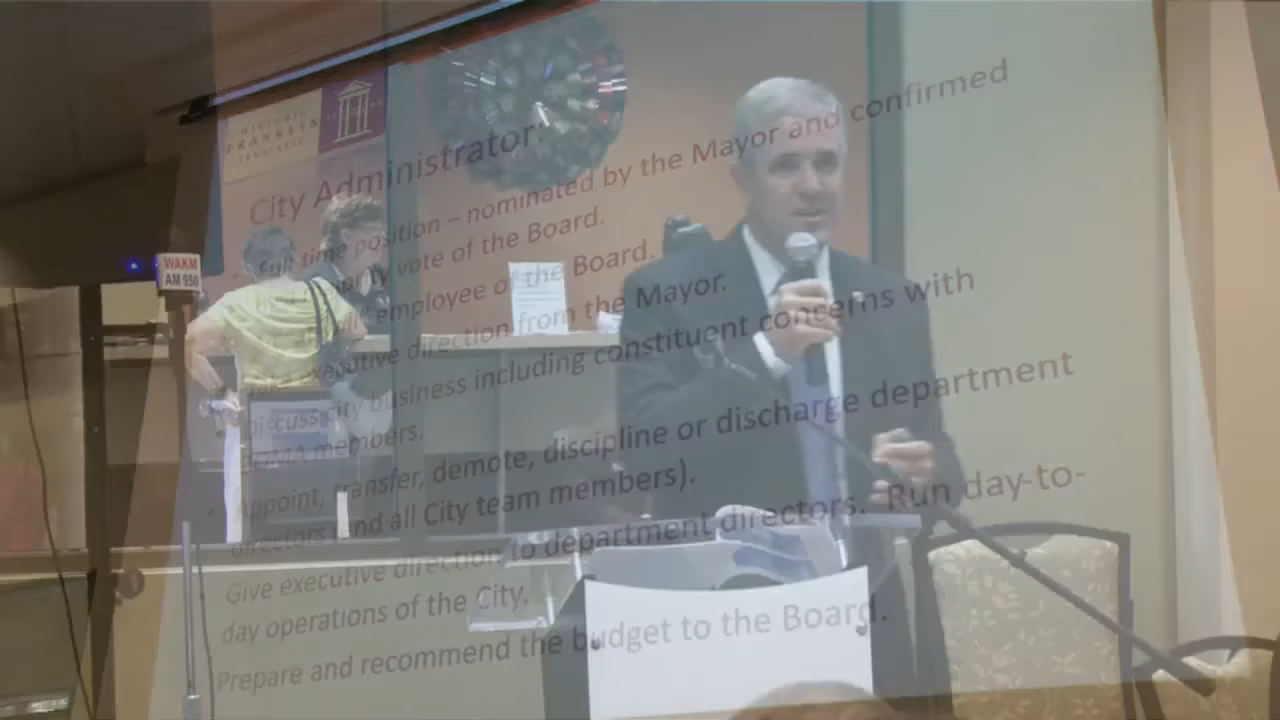 HISTORIC
FRANKLIN
TENNESSEE
WAKM
AM 950
City Administrator:
Full time position – nominated by the Mayor and confirmed
vote of the Board.
employee of the Board.
executive direction from the Mayor.
Discuss city business including constituent concerns with
BOMA members.
Appoint, transfer, demote, discipline or discharge department
directors and all City team members).
Give executive direction to department directors. Run day-to-
day operations of the City.
Prepare and recommend the budget to the Board.